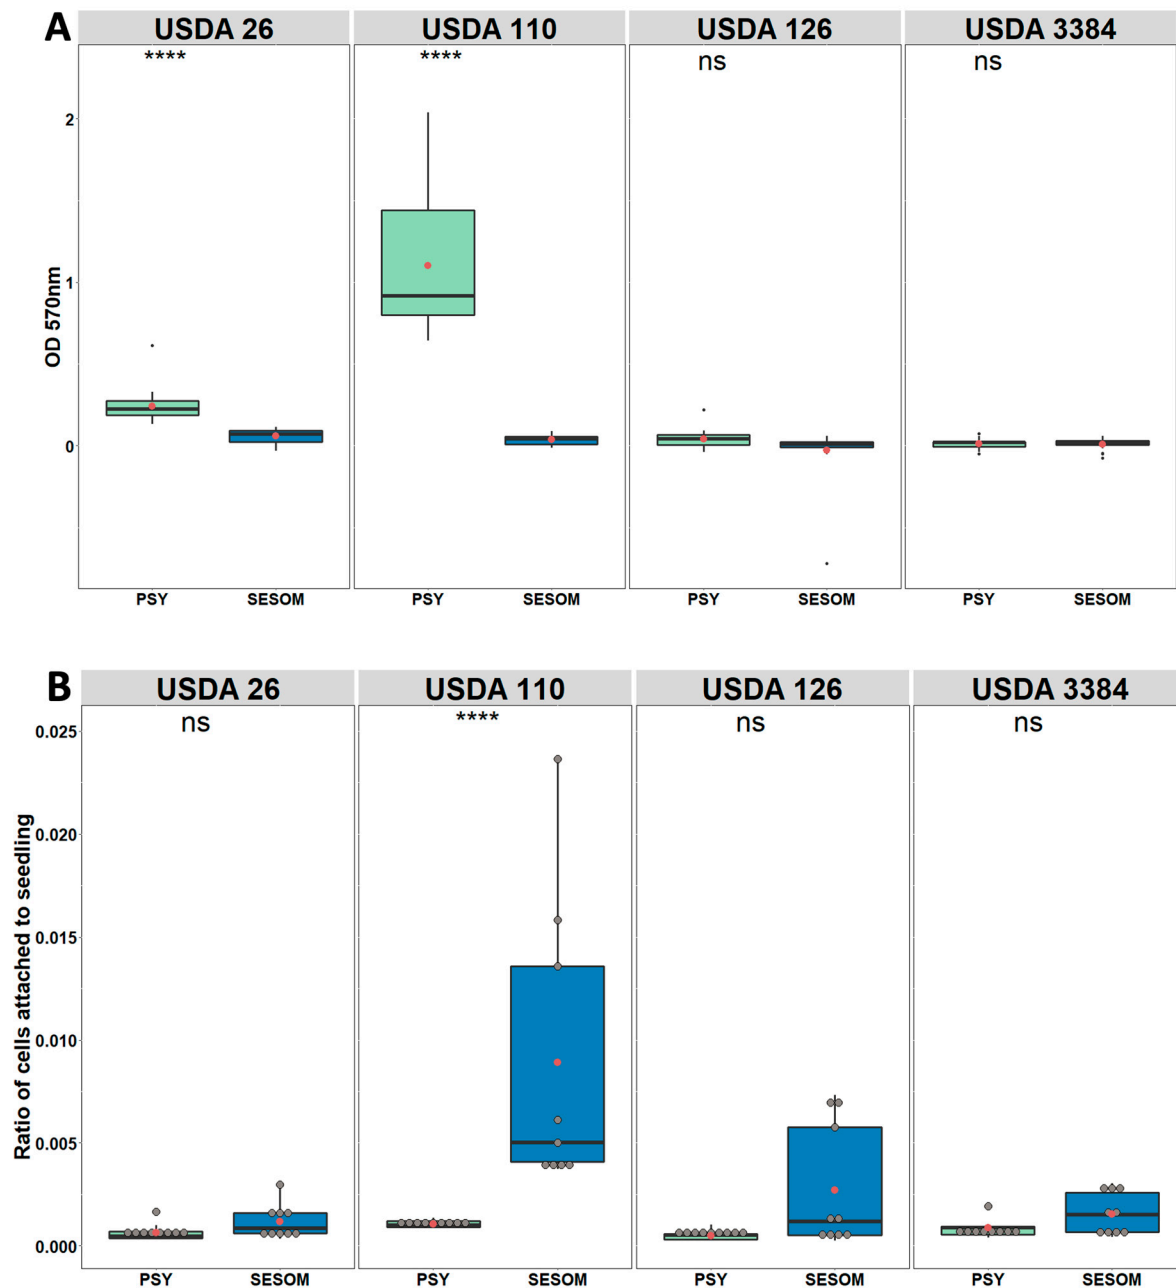 A
USDA 26 USDA 110 USDA 126 USDA 3384
**** **** ns ns
2
1
0
OD 570nm
PSY SESOM PSY SESOM PSY SESOM PSY SESOM
B
USDA 26 USDA 110 USDA 126 USDA 3384
ns **** ns ns
0.025
0.020
0.015
0.010
0.005
0.000
Ratio of cells attached to seedling
PSY SESOM PSY SESOM PSY SESOM PSY SESOM